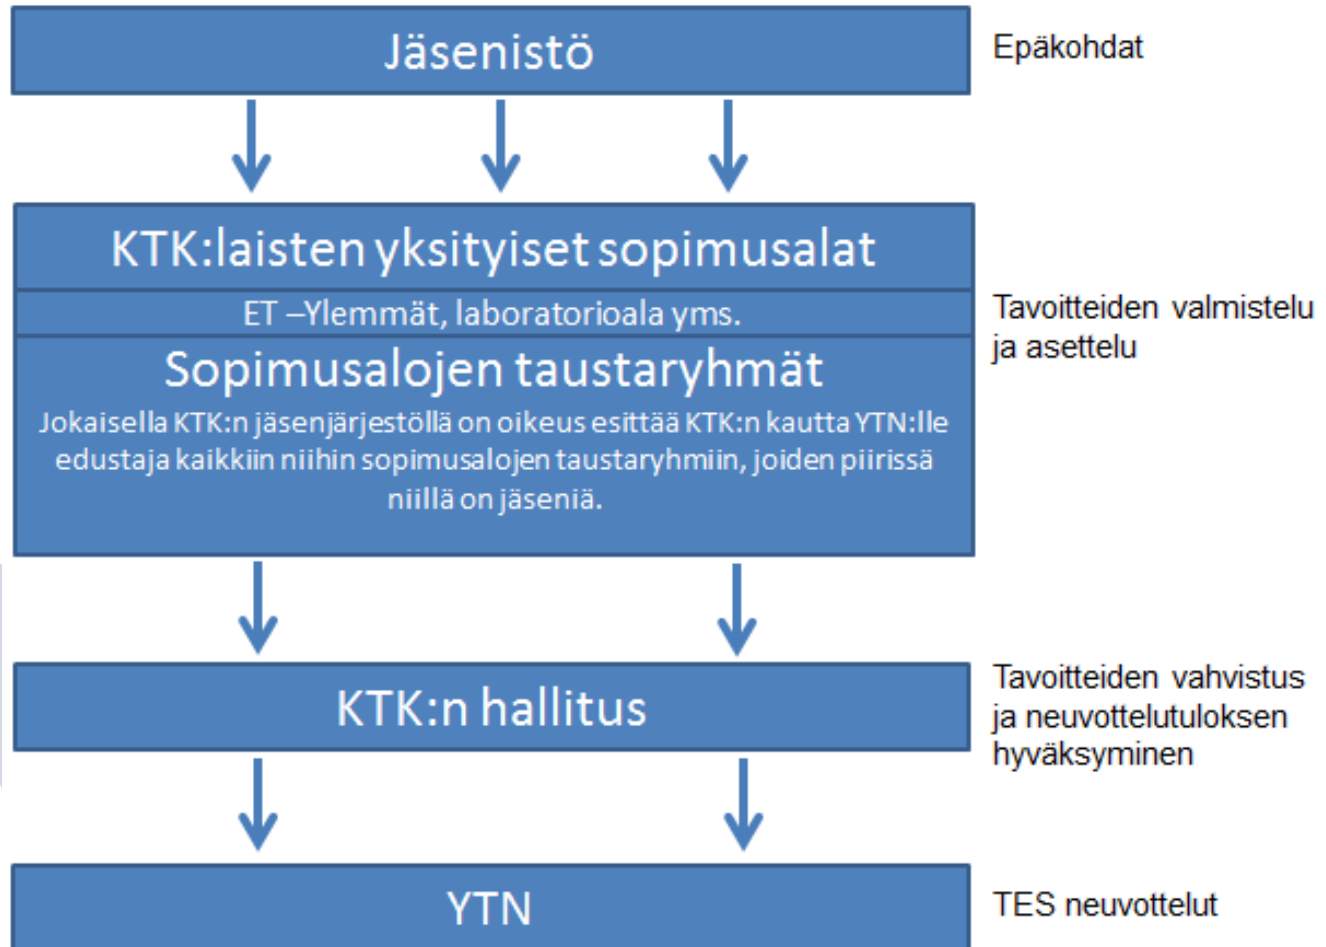 Jäsenistö
Epäkohdat
KTK:laisten yksityiset sopimusalat
ET –Ylemmät, laboratorioala yms.
Sopimusalojen taustaryhmät
Jokaisella KTK:n jäsenjärjestöllä on oikeus esittää KTK:n kautta YTN:lle
edustaja kaikkiin niihin sopimusalojen taustaryhmiin, joiden piirissä
niillä on jäseniä.
Tavoitteiden valmistelu
ja asettelu
KTK:n hallitus
Tavoitteiden vahvistus
ja neuvottelutuloksen
hyväksyminen
YTN
TES neuvottelut